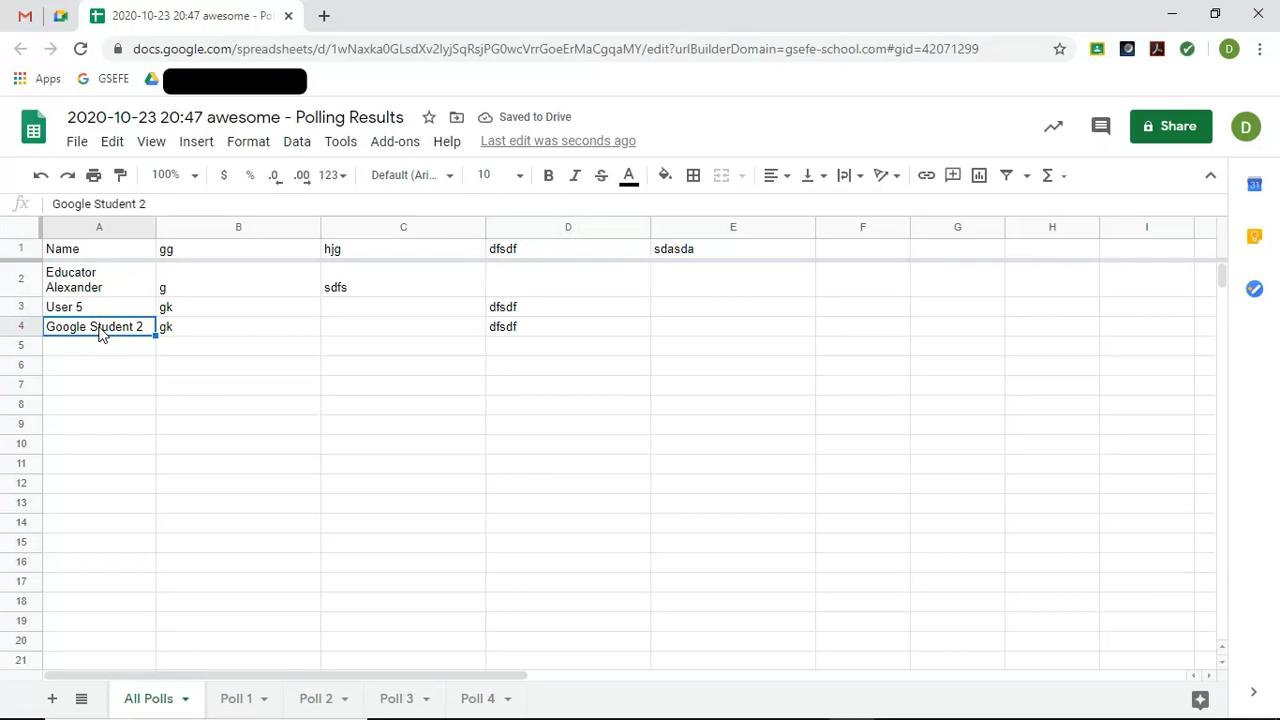 2020-10-23 20:47 awesome - Pol
docs.google.com/spreadsheets/d/1wNaxka0GLsdXv2lyjSqRsjPG0wcVrrGoeErMaCgqaMY/edit?urlBuilderDomain=gsefe-school.com#gid=42071299
D
Apps GSEFE
2020-10-23 20:47 awesome - Polling Results Saved to Drive
Share
D
File Edit View Insert Format Data Tools Add-ons Help Last edit was seconds ago
100% $ % .0 .00 123 Default (Ari... 10 B I S A
31
fx Google Student 2
A B C D E F G H I
1 Name gg hjg dfsdf sdasda
Educator
2 Alexander g sdfs
3 User 5 gk dfsdf
4 Google Student 2 gk dfsdf
5
6
7
8
9
10
11
12
13
14
15
16
17
18
19
20
21
All Polls Poll 1 Poll 2 Poll 3 Poll 4